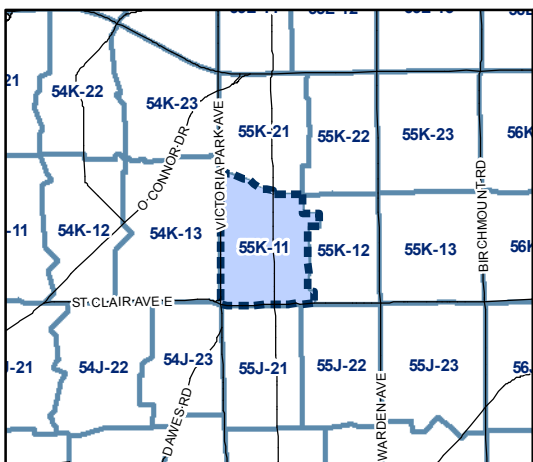 21
54K-22
54K-23
55K-21
55K-22
55K-23
56K
O CONNOR DR
VICTORIA PARK AVE
BIRCHMOUNT RD
-11
54K-12
54K-13
55K-11
55K-12
55K-13
56K
ST CLAIR AVE E
J-21
54J-22
54J-23
55J-21
55J-22
55J-23
56J
DAWES RD
WARDEN AVE